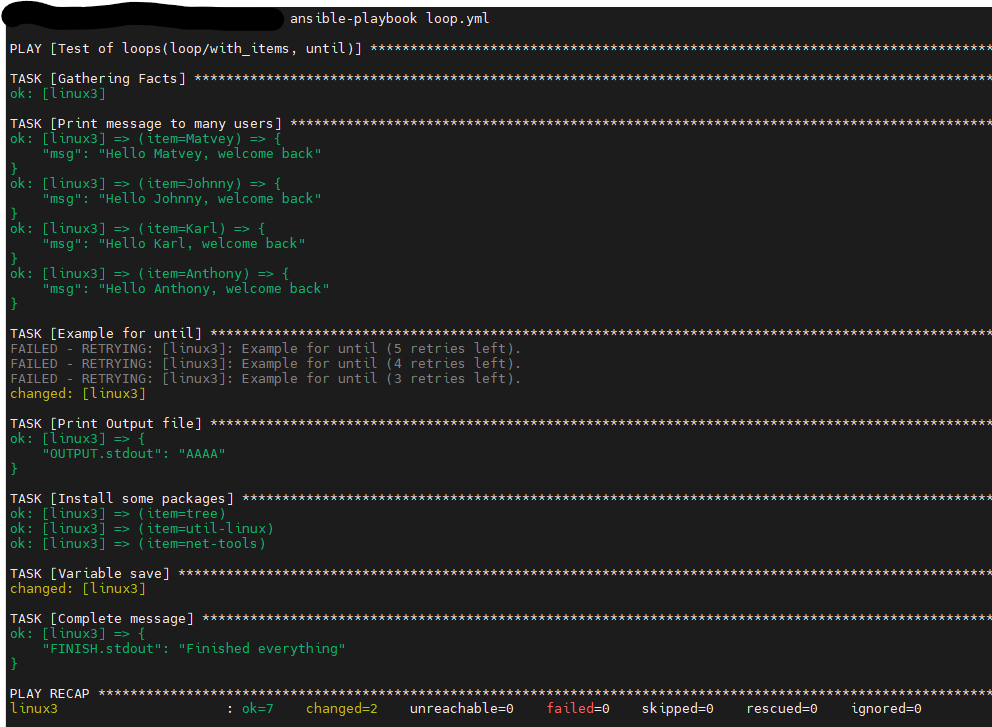 ansible-playbook loop.yml
PLAY [Test of loops(loop/with_items, until)] ******************************************************************************
TASK [Gathering Facts] ****************************************************************************************************
ok: [linux3]
TASK [Print message to many users] ****************************************************************************************
ok: [linux3] => (item=Matvey) => {
    "msg": "Hello Matvey, welcome back"
}
ok: [linux3] => (item=Johnny) => {
    "msg": "Hello Johnny, welcome back"
}
ok: [linux3] => (item=Karl) => {
    "msg": "Hello Karl, welcome back"
}
ok: [linux3] => (item=Anthony) => {
    "msg": "Hello Anthony, welcome back"
}
TASK [Example for until] **************************************************************************************************
FAILED - RETRYING: [linux3]: Example for until (5 retries left).
FAILED - RETRYING: [linux3]: Example for until (4 retries left).
FAILED - RETRYING: [linux3]: Example for until (3 retries left).
changed: [linux3]
TASK [Print Output file] **************************************************************************************************
ok: [linux3] => {
    "OUTPUT.stdout": "AAAA"
}
TASK [Install some packages] **********************************************************************************************
ok: [linux3] => (item=tree)
ok: [linux3] => (item=util-linux)
ok: [linux3] => (item=net-tools)
TASK [Variable save] ******************************************************************************************************
changed: [linux3]
TASK [Complete message] ***************************************************************************************************
ok: [linux3] => {
    "FINISH.stdout": "Finished everything"
}
PLAY RECAP ****************************************************************************************************************
linux3                     : ok=7    changed=2    unreachable=0    failed=0    skipped=0    rescued=0    ignored=0